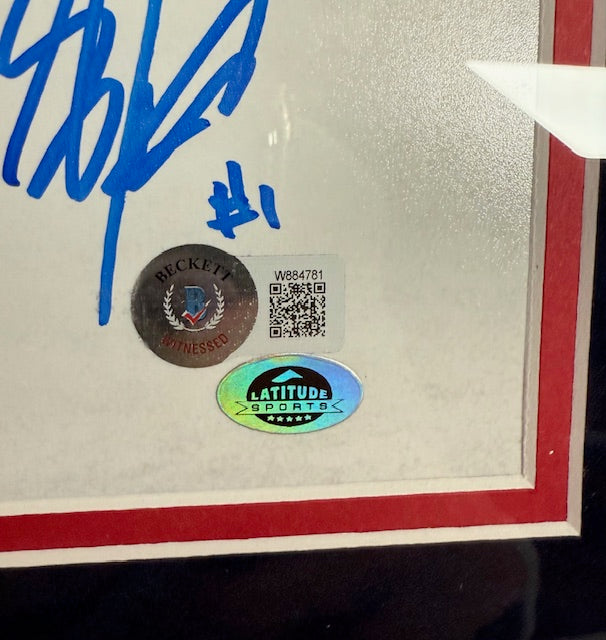 #1
BECKETT
B
WITNESSED
W884781
LATITUDE
SPORTS